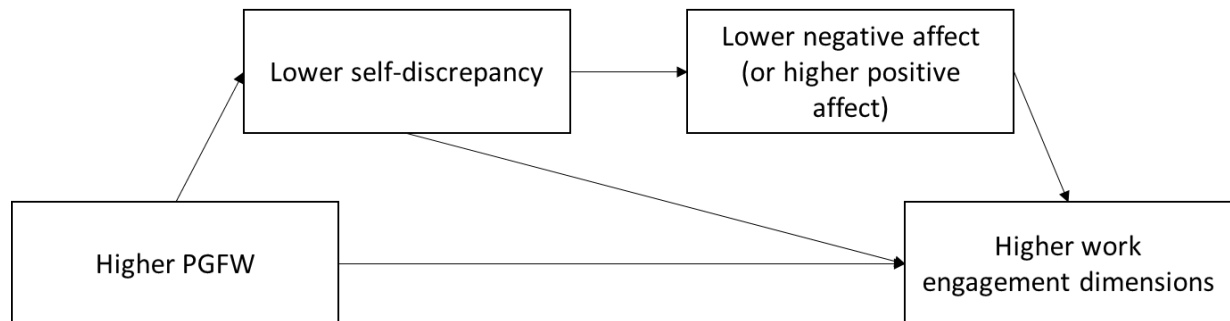 Lower self-discrepancy
Lower negative affect
(or higher positive
affect)
Higher PGFW
Higher work
engagement dimensions